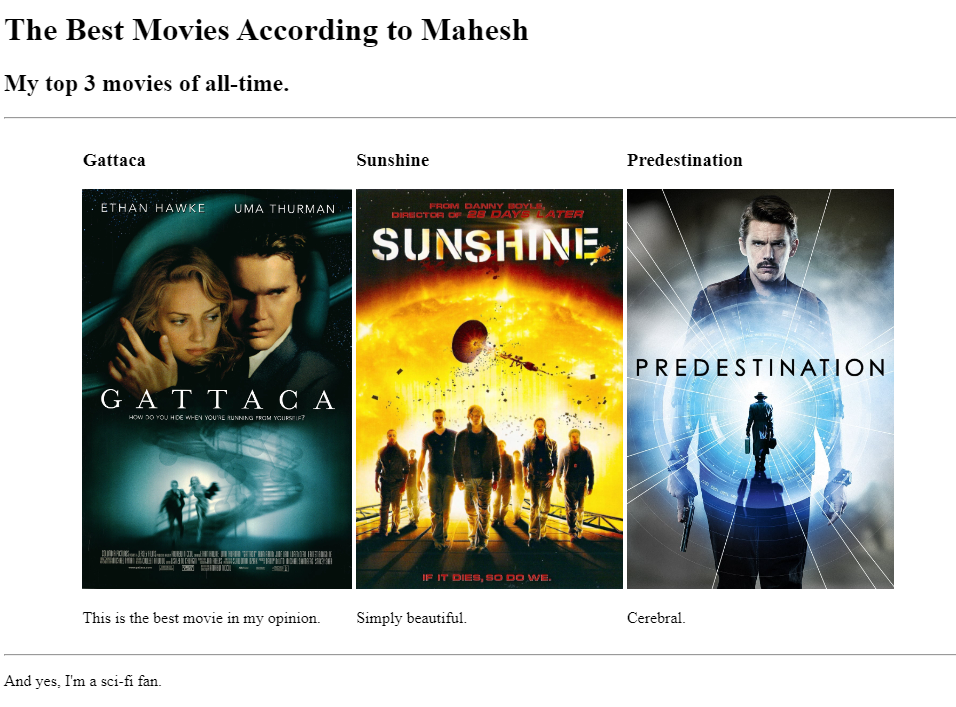 The Best Movies According to Mahesh
My top 3 movies of all-time.
Gattaca
Sunshine
Predestination
ETHAN HAWKE UMA THURMAN
GATTACA
HOW DO YOU HIDE WHEN YOU'RE RUNNING FROM YOURSELF?
FROM DANNY BOYLE,
DIRECTOR OF 28 DAYS LATER
SUNSHINE
IF IT DIES, SO DO WE.
PREDESTINATION
This is the best movie in my opinion.
Simply beautiful.
Cerebral.
And yes, I'm a sci-fi fan.